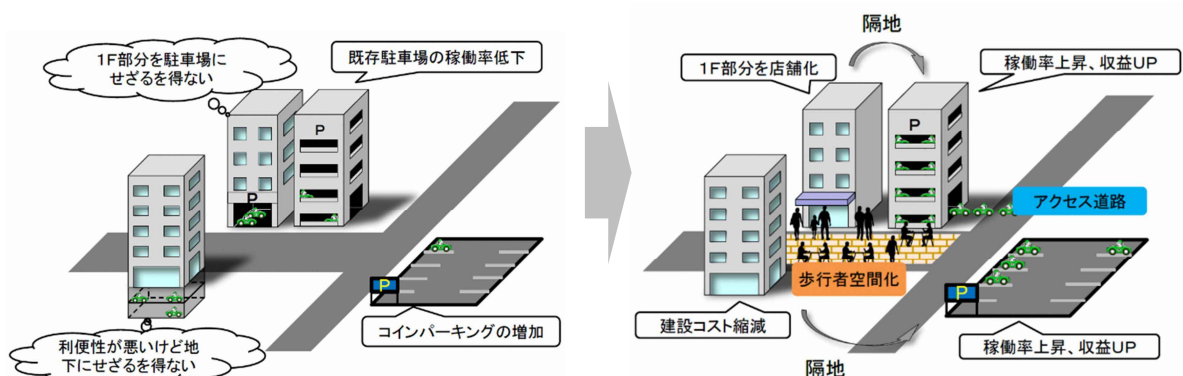 1F部分を駐車場に
せざるを得ない
既存駐車場の稼働率低下
P
P
P
コインパーキングの増加
利便性が悪いけど地
下にせざるを得ない
隔地
1F部分を店舗化
稼働率上昇、収益UP
P
アクセス道路
歩行者空間化
P
建設コスト縮減
稼働率上昇、収益UP
隔地